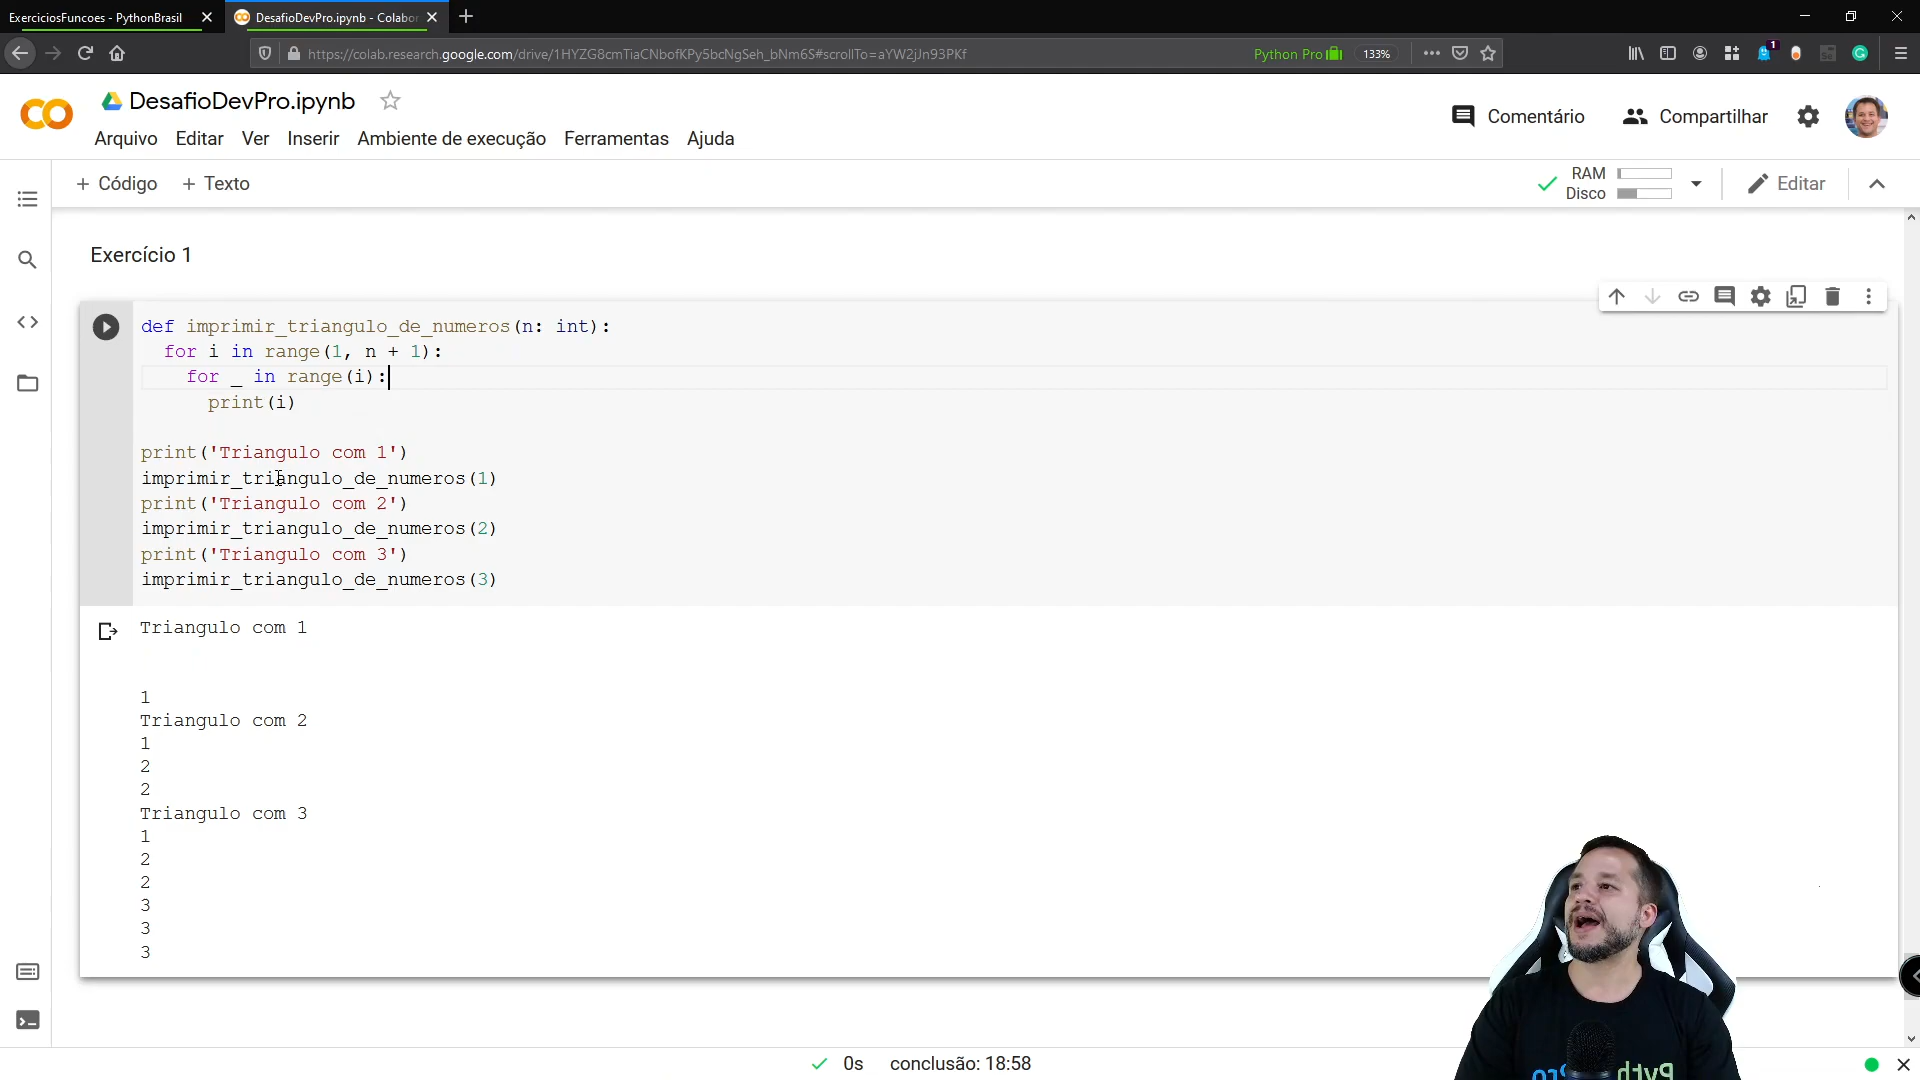 ExerciciosFuncoes - PythonBrasil
DesafioDevPro.ipynb - Colabor
https://colab.research.google.com/drive/1HYZG8cmTiaCNbofKPy5bcNgSeh_bNm6S#scrollTo=aYW2jJn93PKf
Python Pro
133%
1
DesafioDevPro.ipynb
Comentário
Compartilhar
Arquivo Editar Ver Inserir Ambiente de execução Ferramentas Ajuda
+ Código + Texto
RAM
Disco
Editar
Exercício 1
def imprimir_triangulo_de_numeros(n: int):
for i in range(1, n + 1):
for _ in range(i):
print(i)
print('Triangulo com 1')
imprimir_triangulo_de_numeros(1)
print('Triangulo com 2')
imprimir_triangulo_de_numeros(2)
print('Triangulo com 3')
imprimir_triangulo_de_numeros(3)
Triangulo com 1
1
Triangulo com 2
1
2
2
Triangulo com 3
1
2
2
3
3
3
0s conclusão: 18:58